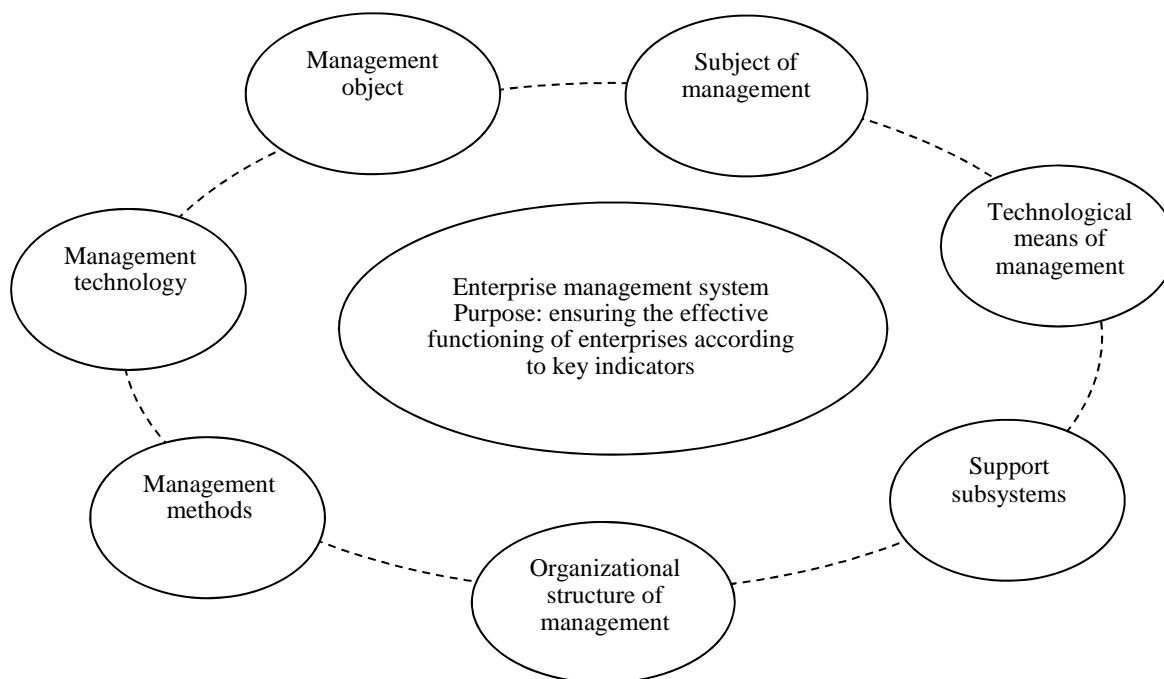 Management
object
Subject of
management
Technological
means of
management
Management
technology
Enterprise management system
Purpose: ensuring the effective
functioning of enterprises according
to key indicators
Support
subsystems
Management
methods
Organizational
structure of
management